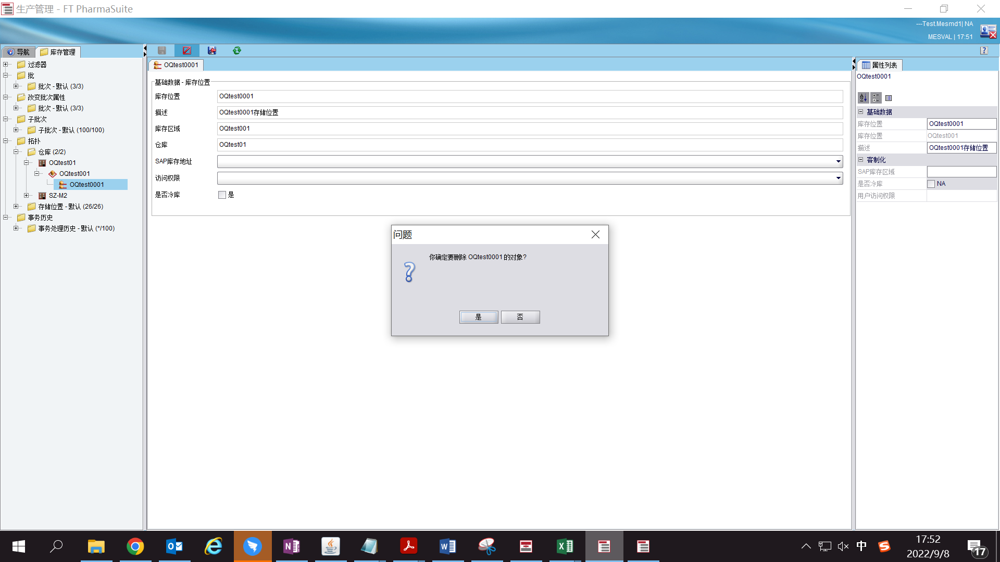 生产管理 - FT PharmaSuite
---Test.Mesmd1| NA
MESVAL | 17:51
导航
库存管理
过滤器
批
批次 - 默认 (3/3)
改变批次属性
批次 - 默认 (3/3)
子批次
子批次 - 默认 (100/100)
拓扑
仓库 (2/2)
OQtest01
OQtest001
OQtest0001
SZ-M2
存储位置 - 默认 (26/26)
事务历史
事务处理历史 - 默认 (*/100)
OQtest0001
基础数据 - 库存位置
库存位置 OQtest0001
描述 OQtest0001存储位置
库存区域 OQtest001
仓库 OQtest01
SAP库存地址
访问权限
是否冷库 是
问题
你确定要删除 OQtest0001 的对象?
是 否
属性列表
OQtest0001
基础数据
库存位置 OQtest0001
库存位置 OQtest001
描述 OQtest0001存储位置
客制化
SAP库存区域
是否冷库 NA
用户访问权限
中
17:52
2022/9/8
17